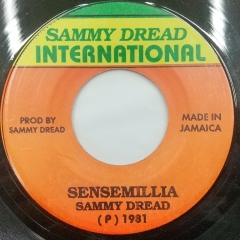 SAMMY DREAD
INTERNATIONAL
PROD BY
SAMMY DREAD
MADE IN
JAMAICA
SENSEMILLIA
SAMMY DREAD
( P ) 1981